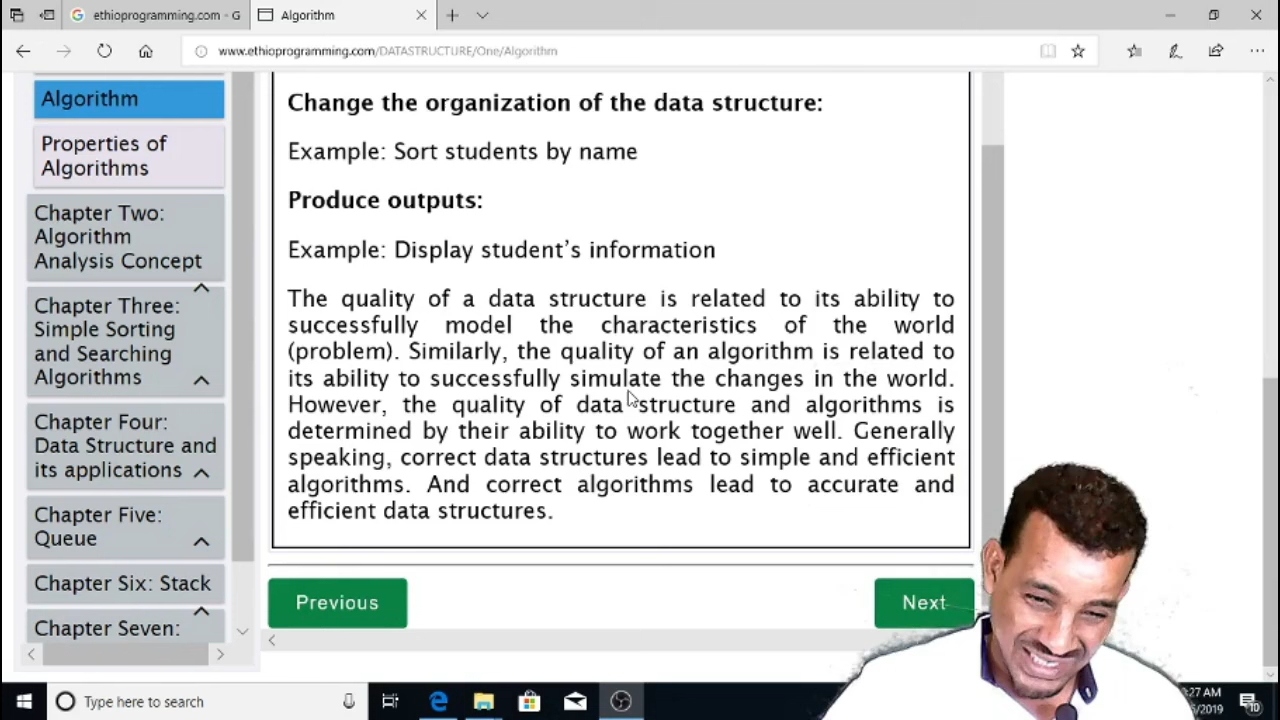 ethioprogramming.com - G
Algorithm
www.ethioprogramming.com/DATASTRUCTURE/One/Algorithm
Algorithm
Properties of
Algorithms
Chapter Two:
Algorithm
Analysis Concept
Chapter Three:
Simple Sorting
and Searching
Algorithms
Chapter Four:
Data Structure and
its applications
Chapter Five:
Queue
Chapter Six: Stack
Chapter Seven:
Change the organization of the data structure:
Example: Sort students by name
Produce outputs:
Example: Display student’s information
The quality of a data structure is related to its ability to
successfully model the characteristics of the world
(problem). Similarly, the quality of an algorithm is related to
its ability to successfully simulate the changes in the world.
However, the quality of data structure and algorithms is
determined by their ability to work together well. Generally
speaking, correct data structures lead to simple and efficient
algorithms. And correct algorithms lead to accurate and
efficient data structures.
Previous
Next
Type here to search
:27 AM
/2019
10